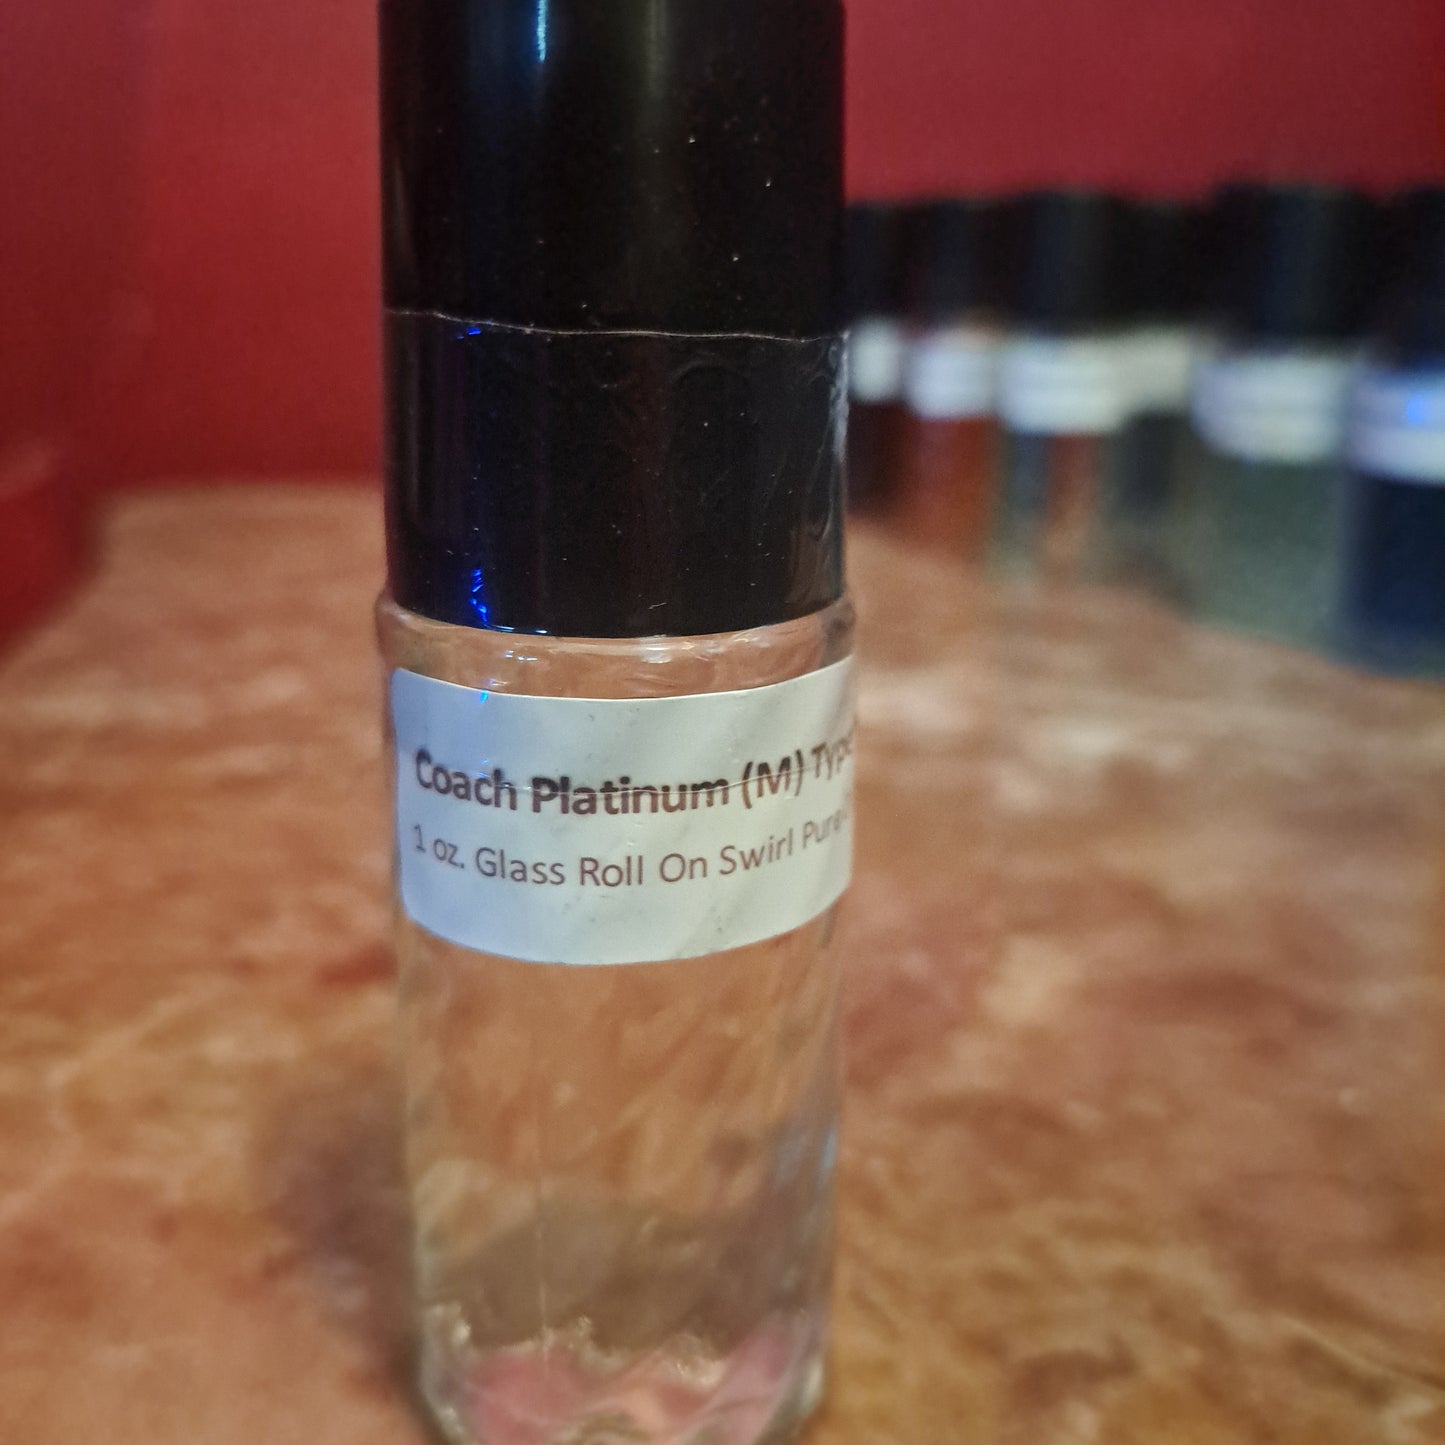 Coach Platinum (M) Type
1 oz. Glass Roll On Swirl Pure